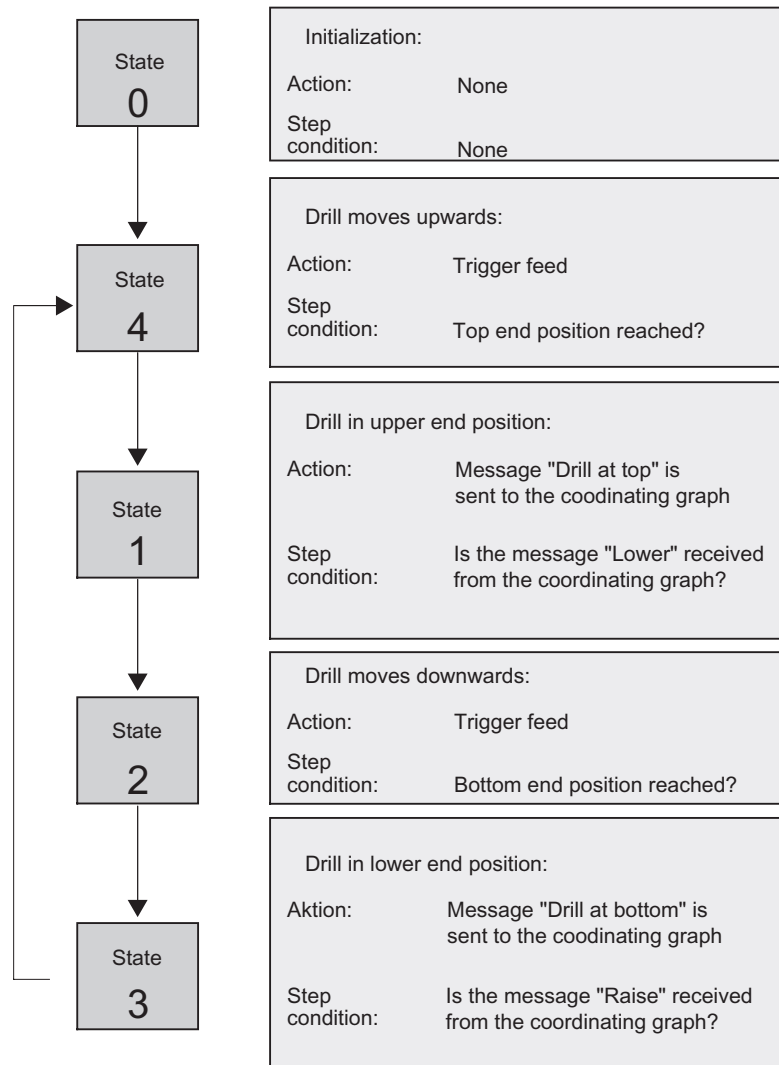 State
0
Initialization:
Action: None
Step
condition: None
State
4
Drill moves upwards:
Action: Trigger feed
Step
condition: Top end position reached?
State
1
Drill in upper end position:
Action: Message "Drill at top" is
sent to the coodinating graph
Step Is the message "Lower" received
condition: from the coordinating graph?
State
2
Drill moves downwards:
Action: Trigger feed
Step
condition: Bottom end position reached?
State
3
Drill in lower end position:
Aktion: Message "Drill at bottom" is
sent to the coodinating graph
Step Is the message "Raise" received
condition: from the coordinating graph?